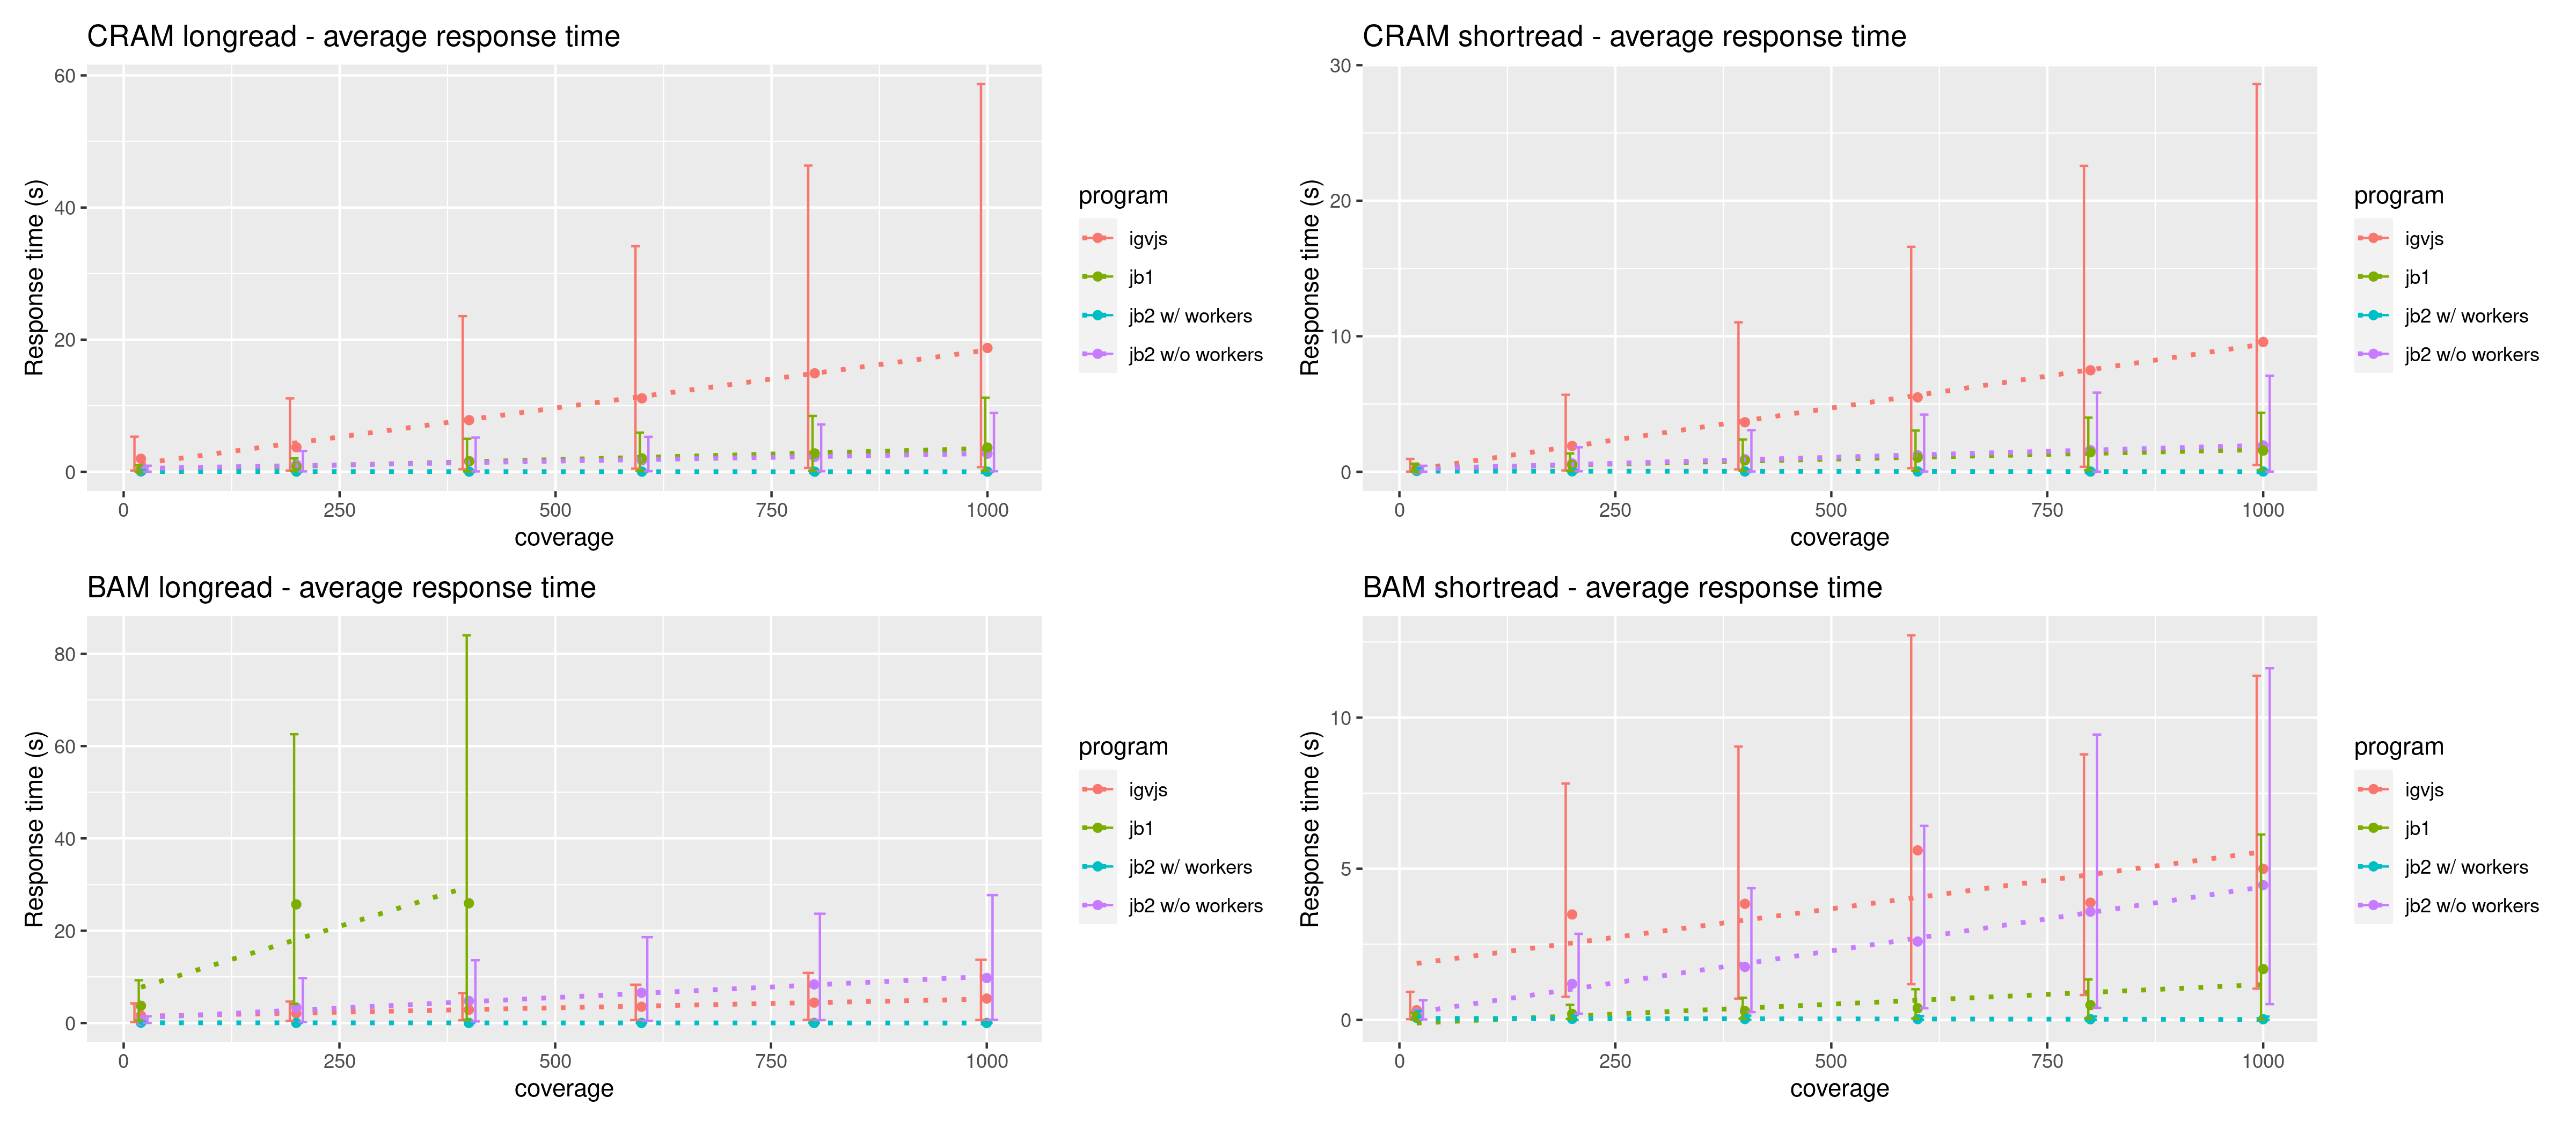 CRAM longread - average response time
Response time (s)
60
40
20
0
0 250 500 750 1000
coverage
program
igvjs
jb1
jb2 w/ workers
jb2 w/o workers
CRAM shortread - average response time
Response time (s)
30
20
10
0
0 250 500 750 1000
coverage
program
igvjs
jb1
jb2 w/ workers
jb2 w/o workers
BAM longread - average response time
Response time (s)
80
60
40
20
0
0 250 500 750 1000
coverage
program
igvjs
jb1
jb2 w/ workers
jb2 w/o workers
BAM shortread - average response time
Response time (s)
10
5
0
0 250 500 750 1000
coverage
program
igvjs
jb1
jb2 w/ workers
jb2 w/o workers